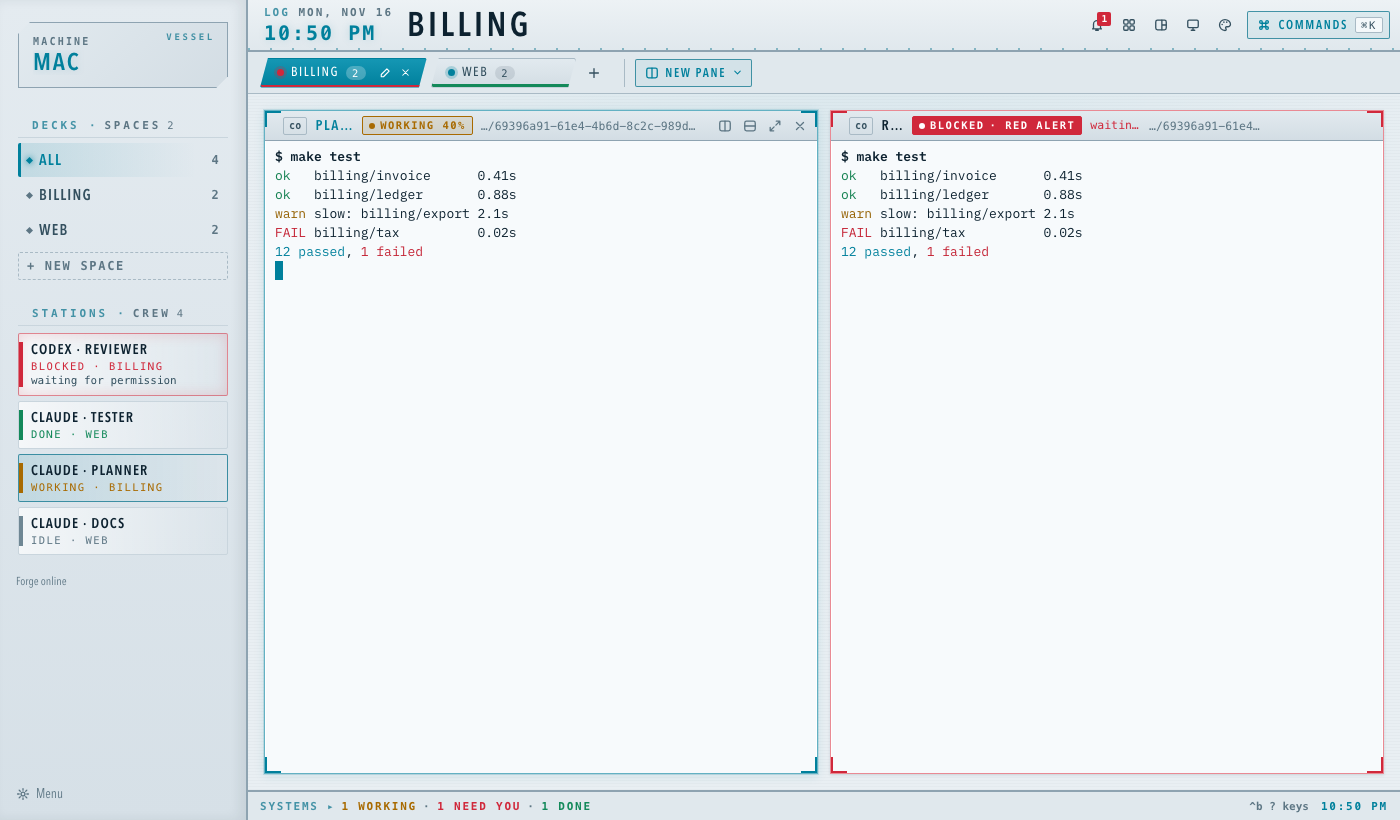 MACHINE
VESSEL
MAC
DECKS · SPACES 2
ALL 4
BILLING 2
WEB 2
+ NEW SPACE
STATIONS · CREW 4
CODEX · REVIEWER
BLOCKED · BILLING
waiting for permission
CLAUDE · TESTER
DONE · WEB
CLAUDE · PLANNER
WORKING · BILLING
CLAUDE · DOCS
IDLE · WEB
Forge online
Menu
LOG MON, NOV 16
10:50 PM
BILLING
1
COMMANDS ⌘K
BILLING 2
WEB 2
NEW PANE
co PLA… WORKING 40% …/69396a91-61e4-4b6d-8c2c-989d…
$ make test
ok billing/invoice 0.41s
ok billing/ledger 0.88s
warn slow: billing/export 2.1s
FAIL billing/tax 0.02s
12 passed, 1 failed
co R… BLOCKED · RED ALERT waitin… …/69396a91-61e4…
$ make test
ok billing/invoice 0.41s
ok billing/ledger 0.88s
warn slow: billing/export 2.1s
FAIL billing/tax 0.02s
12 passed, 1 failed
SYSTEMS ▸ 1 WORKING · 1 NEED YOU · 1 DONE
^b ? keys 10:50 PM